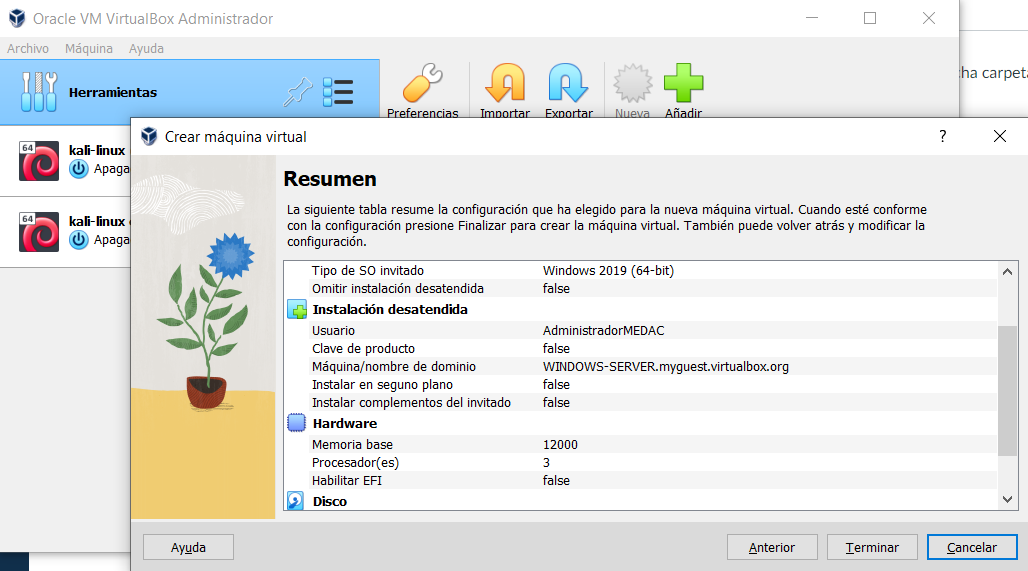 Oracle VM VirtualBox Administrador
Archivo Máquina Ayuda
Herramientas
Preferencias Importar Exportar Nueva Añadir
cha carpeta
64
kali-linux
Apaga
64
kali-linux
Apaga
Crear máquina virtual
?
Resumen
La siguiente tabla resume la configuración que ha elegido para la nueva máquina virtual. Cuando esté conforme
con la configuración presione Finalizar para crear la máquina virtual. También puede volver atrás y modificar la
configuración.
Tipo de SO invitado Windows 2019 (64-bit)
Omitir instalación desatendida false
Instalación desatendida
Usuario AdministradorMEDAC
Clave de producto false
Máquina/nombre de dominio WINDOWS-SERVER.myguest.virtualbox.org
Instalar en seguno plano false
Instalar complementos del invitado false
Hardware
Memoria base 12000
Procesador(es) 3
Habilitar EFI false
Disco
Ayuda Anterior Terminar Cancelar